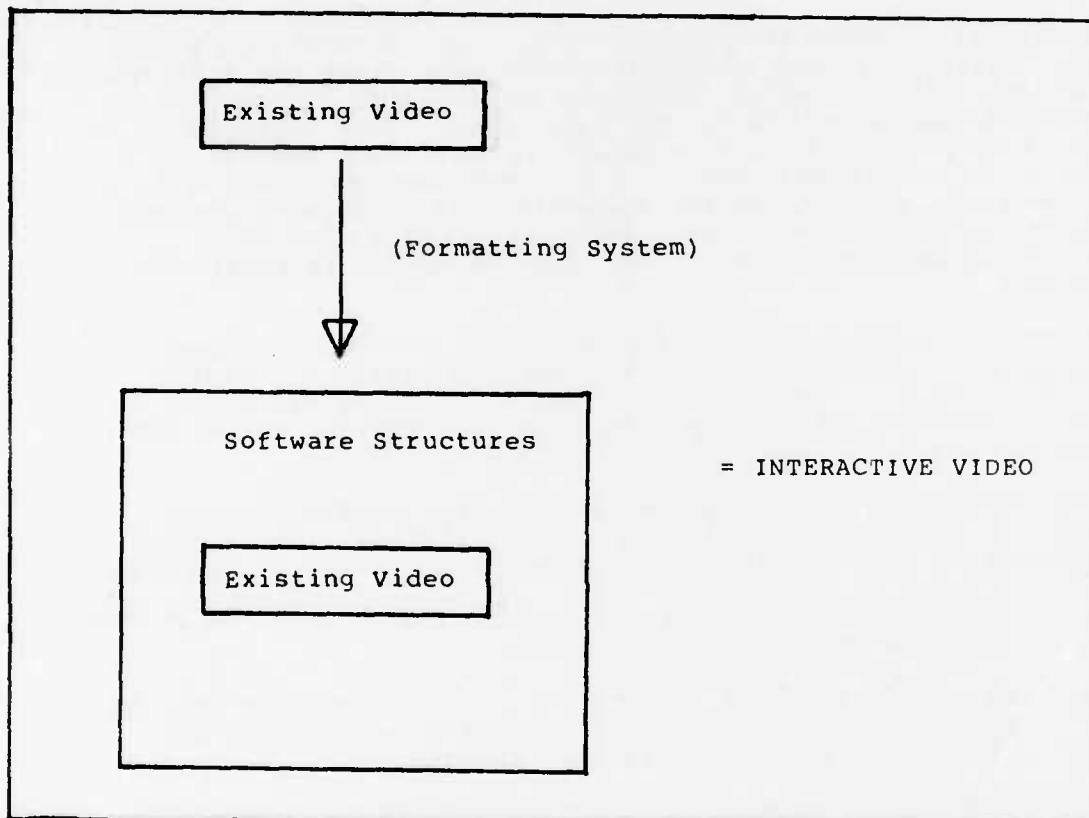 Existing Video
(Formatting System)
Software Structures
= INTERACTIVE VIDEO
Existing Video